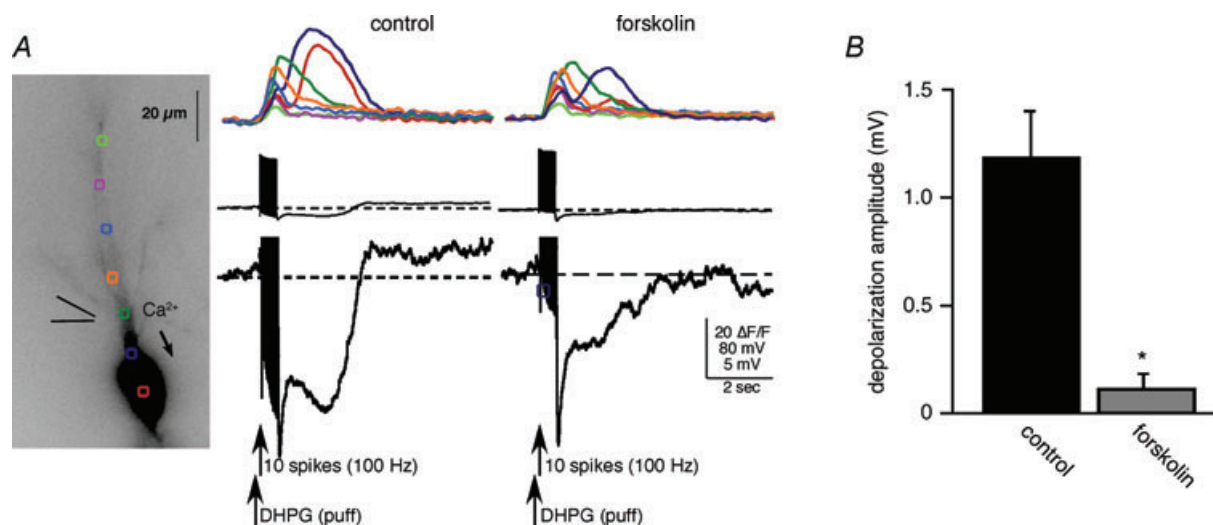 A
control
forskolin
B
20 µm
Ca2+
20 ΔF/F
80 mV
5 mV
2 sec
10 spikes (100 Hz)
10 spikes (100 Hz)
DHPG (puff)
DHPG (puff)
depolarization amplitude (mV)
1.5
1.0
0.5
0
*
control
forskolin